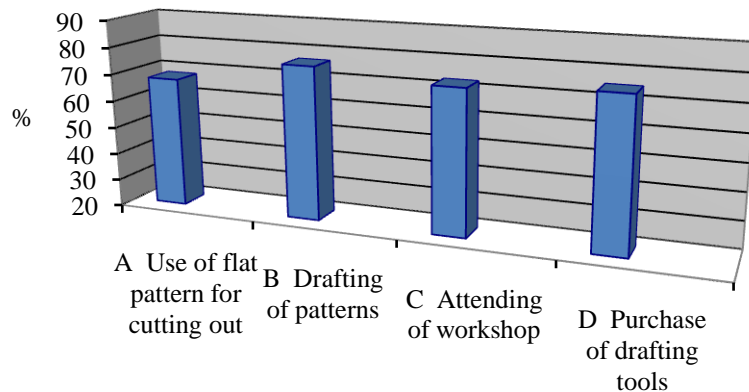 90
80
70
60
50
40
30
20
%
A Use of flat
pattern for
cutting out
B Drafting
of patterns
C Attending
of workshop
D Purchase
of drafting
tools